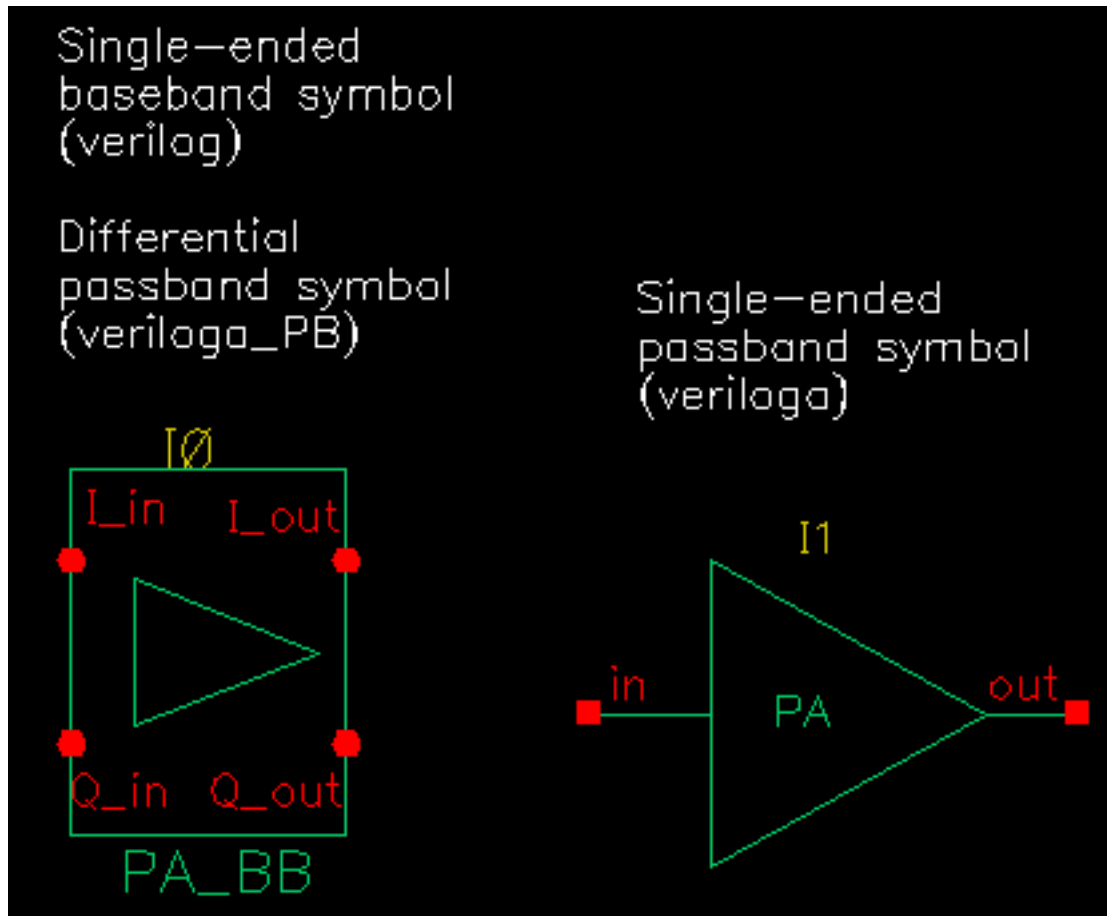 Single-ended
baseband symbol
(verilog)
Differential
passband symbol
(veriloga_PB)
Single-ended
passband symbol
(veriloga)
I0
I_in
I_out
Q_in
Q_out
PA_BB
I1
in
PA
out